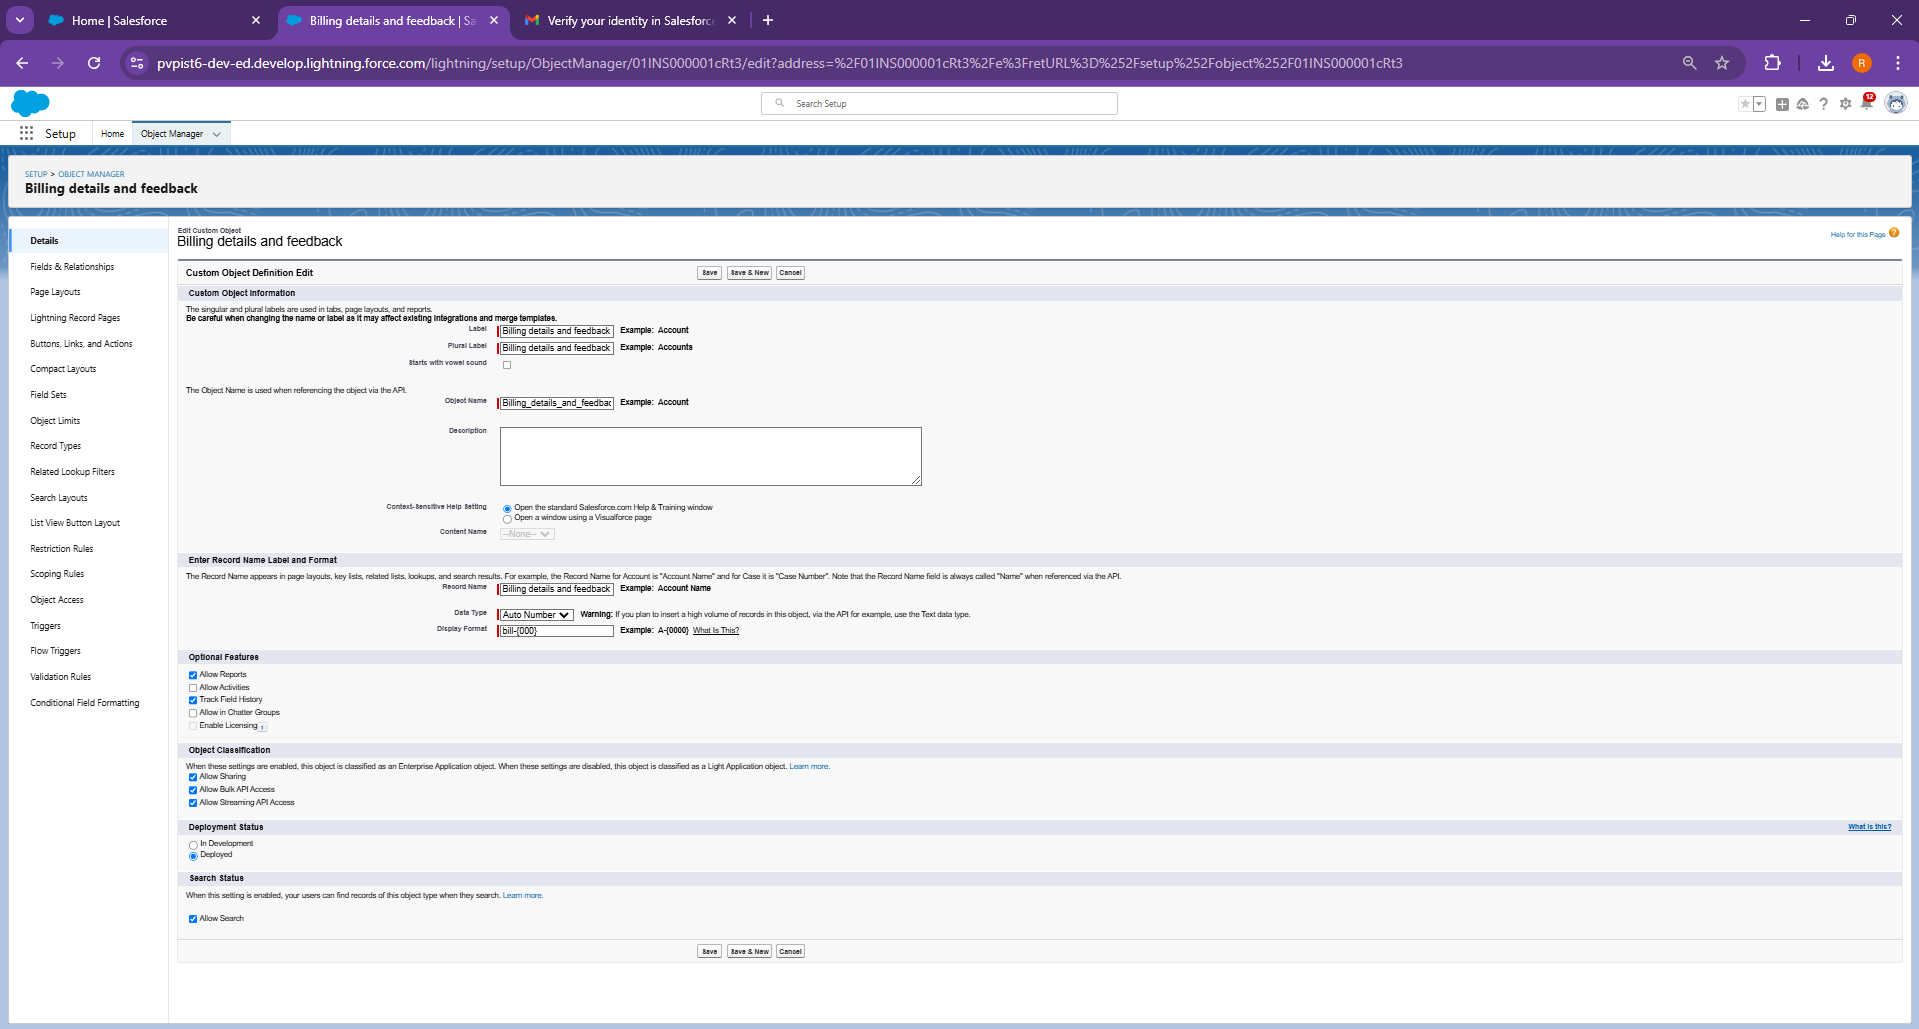 Home | Salesforce
Billing details and feedback | Sa
Verify your identity in Salesforc
pvpist6-dev-ed.develop.lightning.force.com/lightning/setup/ObjectManager/01INS000001cRt3/edit?address=%2F01INS000001cRt3%2Fe%3FretURL%3D%252Fsetup%252Fobject%252F01INS000001cRt3
R
Search Setup
12
Setup
Home
Object Manager
SETUP > OBJECT MANAGER
Billing details and feedback
Details
Fields & Relationships
Page Layouts
Lightning Record Pages
Buttons, Links, and Actions
Compact Layouts
Field Sets
Object Limits
Record Types
Related Lookup Filters
Search Layouts
List View Button Layout
Restriction Rules
Scoping Rules
Object Access
Triggers
Flow Triggers
Validation Rules
Conditional Field Formatting
Edit Custom Object
Billing details and feedback
Help for this Page ?
Custom Object Definition Edit
Save
Save & New
Cancel
Custom Object Information
The singular and plural labels are used in tabs, page layouts, and reports.
Be careful when changing the name or label as it may affect existing integrations and merge templates.
Label Billing details and feedback Example: Account
Plural Label Billing details and feedback Example: Accounts
Starts with vowel sound
The Object Name is used when referencing the object via the API.
Object Name Billing_details_and_feedbac Example: Account
Description
Context-Sensitive Help Setting Open the standard Salesforce.com Help & Training window
Open a window using a Visualforce page
Content Name --None--
Enter Record Name Label and Format
The Record Name appears in page layouts, key lists, related lists, lookups, and search results. For example, the Record Name for Account is "Account Name" and for Case it is "Case Number". Note that the Record Name field is always called "Name" when referenced via the API.
Record Name Billing details and feedback Example: Account Name
Data Type Auto Number Warning: If you plan to insert a high volume of records in this object, via the API for example, use the Text data type.
Display Format bill-{000} Example: A-{0000} What Is This?
Optional Features
Allow Reports
Allow Activities
Track Field History
Allow in Chatter Groups
Enable Licensing i
Object Classification
When these settings are enabled, this object is classified as an Enterprise Application object. When these settings are disabled, this object is classified as a Light Application object. Learn more.
Allow Sharing
Allow Bulk API Access
Allow Streaming API Access
Deployment Status
What is this?
In Development
Deployed
Search Status
When this setting is enabled, your users can find records of this object type when they search. Learn more.
Allow Search
Save
Save & New
Cancel